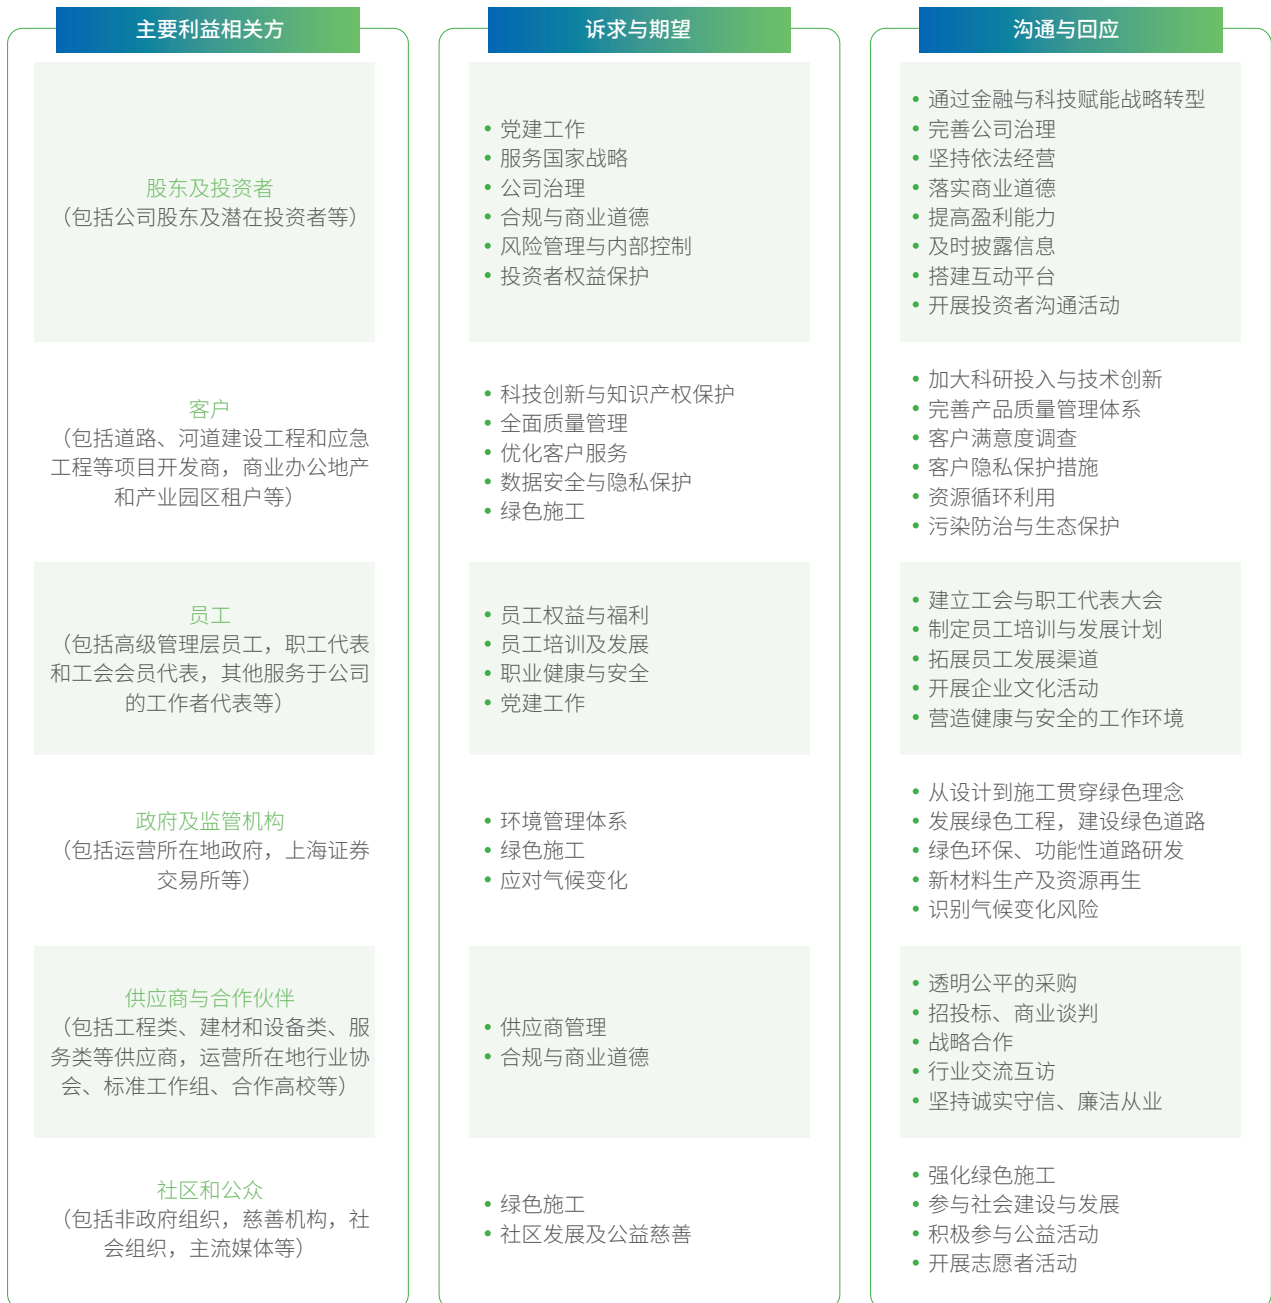 主要利益相关方
诉求与期望
沟通与回应
股东及投资者
（包括公司股东及潜在投资者等）
• 党建工作
• 服务国家战略
• 公司治理
• 合规与商业道德
• 风险管理与内部控制
• 投资者权益保护
• 通过金融与科技赋能战略转型
• 完善公司治理
• 坚持依法经营
• 落实商业道德
• 提高盈利能力
• 及时披露信息
• 搭建互动平台
• 开展投资者沟通活动
客户
（包括道路、河道建设工程和应急
工程等项目开发商，商业办公地产
和产业园区租户等）
• 科技创新与知识产权保护
• 全面质量管理
• 优化客户服务
• 数据安全与隐私保护
• 绿色施工
• 加大科研投入与技术创新
• 完善产品质量管理体系
• 客户满意度调查
• 客户隐私保护措施
• 资源循环利用
• 污染防治与生态保护
员工
（包括高级管理层员工，职工代表
和工会会员代表，其他服务于公司
的工作者代表等）
• 员工权益与福利
• 员工培训及发展
• 职业健康与安全
• 党建工作
• 建立工会与职工代表大会
• 制定员工培训与发展计划
• 拓展员工发展渠道
• 开展企业文化活动
• 营造健康与安全的工作环境
政府及监管机构
（包括运营所在地政府，上海证券
交易所等）
• 环境管理体系
• 绿色施工
• 应对气候变化
• 从设计到施工贯穿绿色理念
• 发展绿色工程，建设绿色道路
• 绿色环保、功能性道路研发
• 新材料生产及资源再生
• 识别气候变化风险
供应商与合作伙伴
（包括工程类、建材和设备类、服
务类等供应商，运营所在地行业协
会、标准工作组、合作高校等）
• 供应商管理
• 合规与商业道德
• 透明公平的采购
• 招投标、商业谈判
• 战略合作
• 行业交流互访
• 坚持诚实守信、廉洁从业
社区和公众
（包括非政府组织，慈善机构，社
会组织，主流媒体等）
• 绿色施工
• 社区发展及公益慈善
• 强化绿色施工
• 参与社会建设与发展
• 积极参与公益活动
• 开展志愿者活动